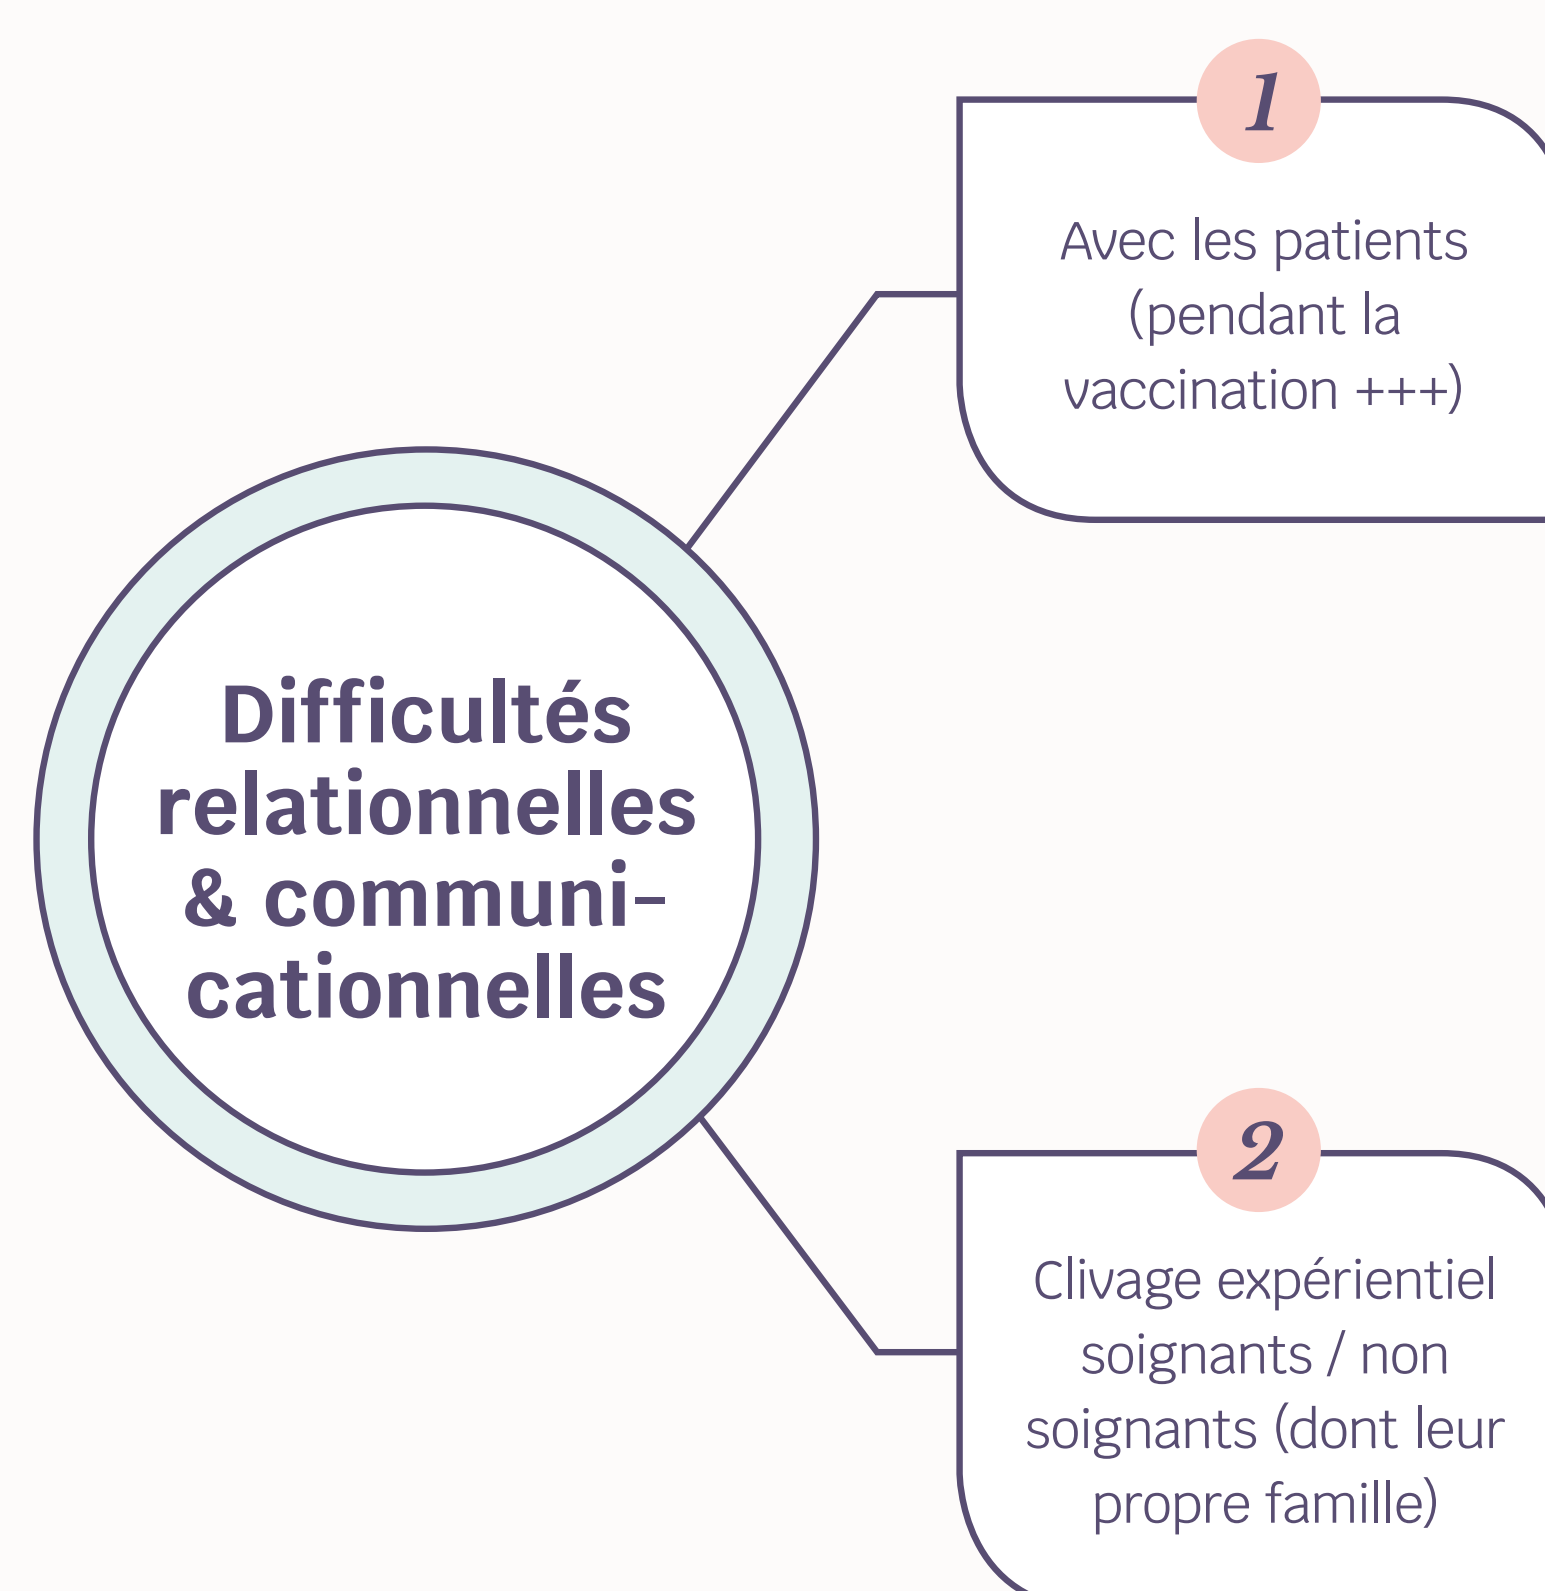 Difficultés
relationnelles
& communi-
cationnelles
1
Avec les patients
(pendant la
vaccination +++)
2
Clivage expérientiel
soignants / non
soignants (dont leur
propre famille)